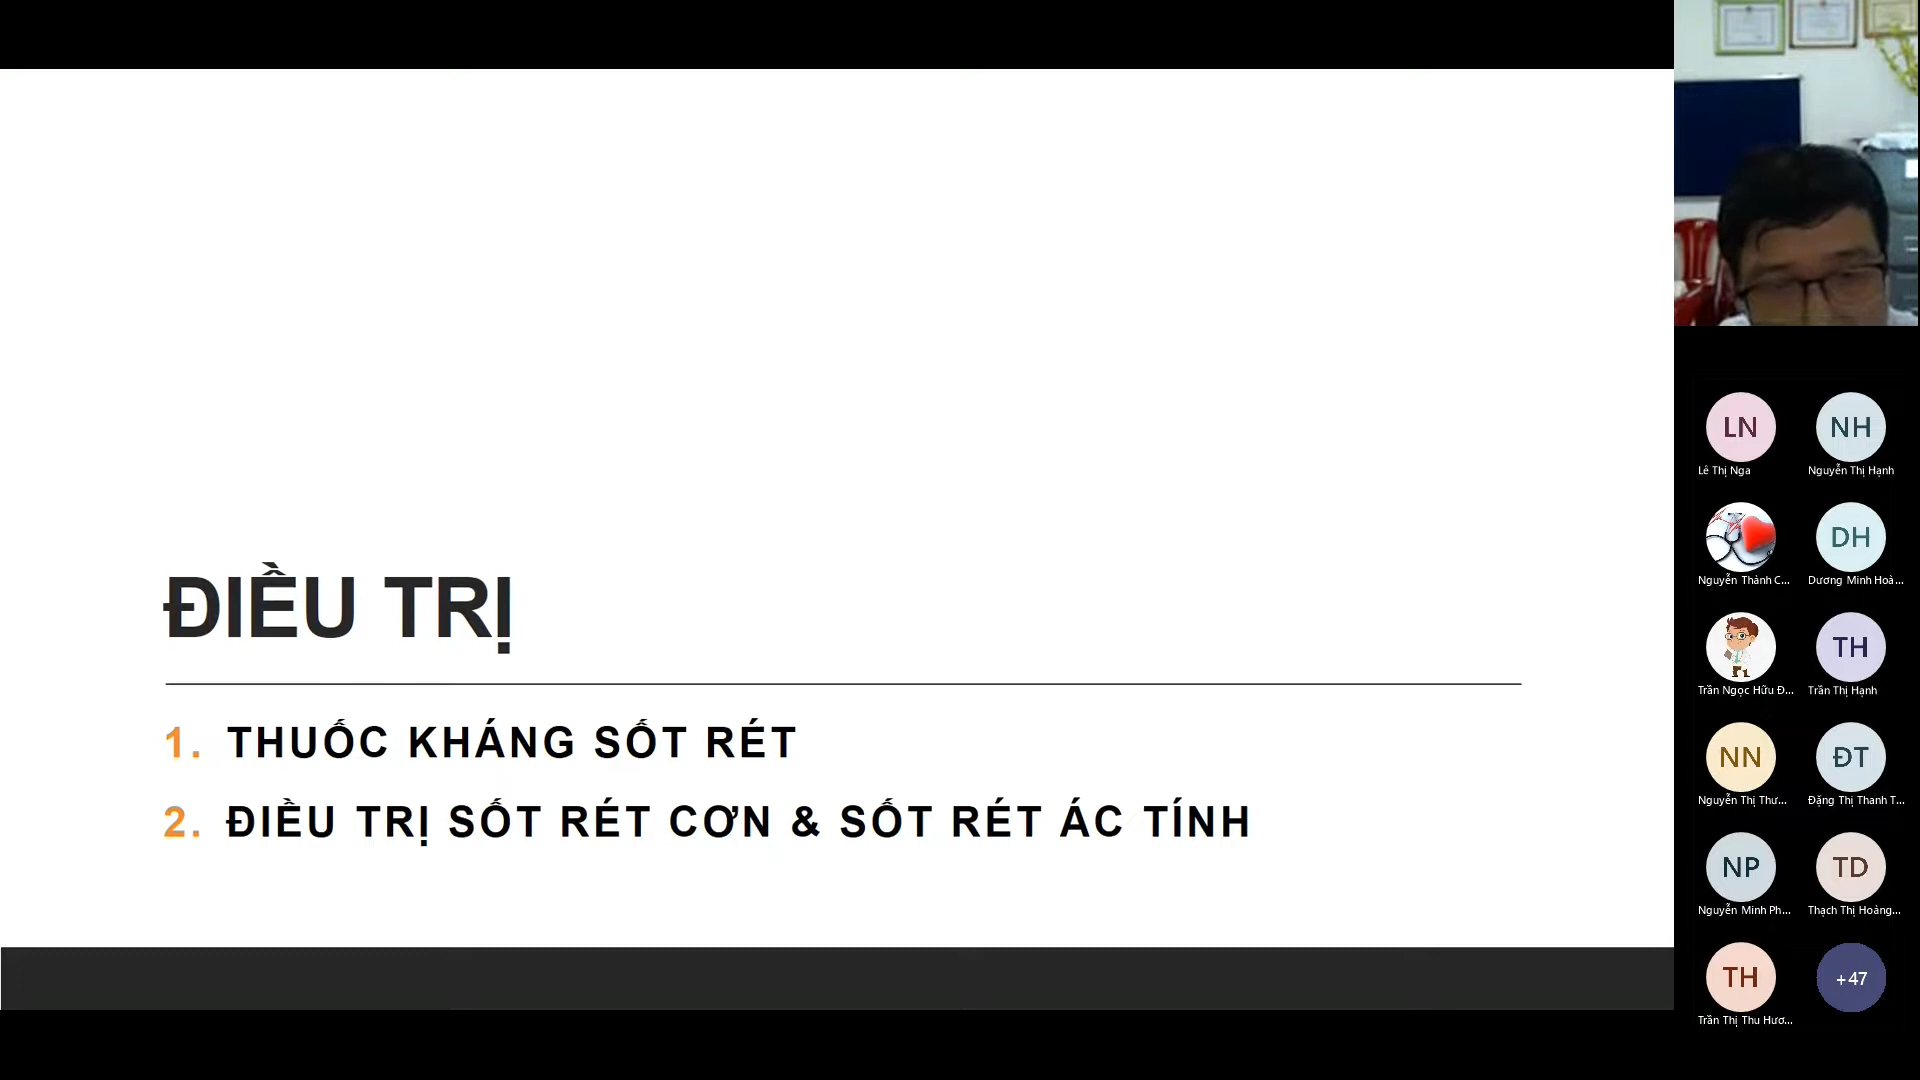 ĐIỀU TRỊ
1. THUỐC KHÁNG SỐT RÉT
2. ĐIỀU TRỊ SỐT RÉT CƠN & SỐT RÉT ÁC TÍNH
LN
NH
Lê Thị Nga
Nguyễn Thị Hạnh
DH
Nguyễn Thành C...
Dương Minh Hoà...
TH
Trần Ngọc Hữu Đ...
Trần Thị Hạnh
NN
ĐT
Nguyễn Thị Thư...
Đặng Thị Thanh T...
NP
TD
Nguyễn Minh Ph...
Thạch Thị Hoàng...
TH
+47
Trần Thị Thu Hươ...